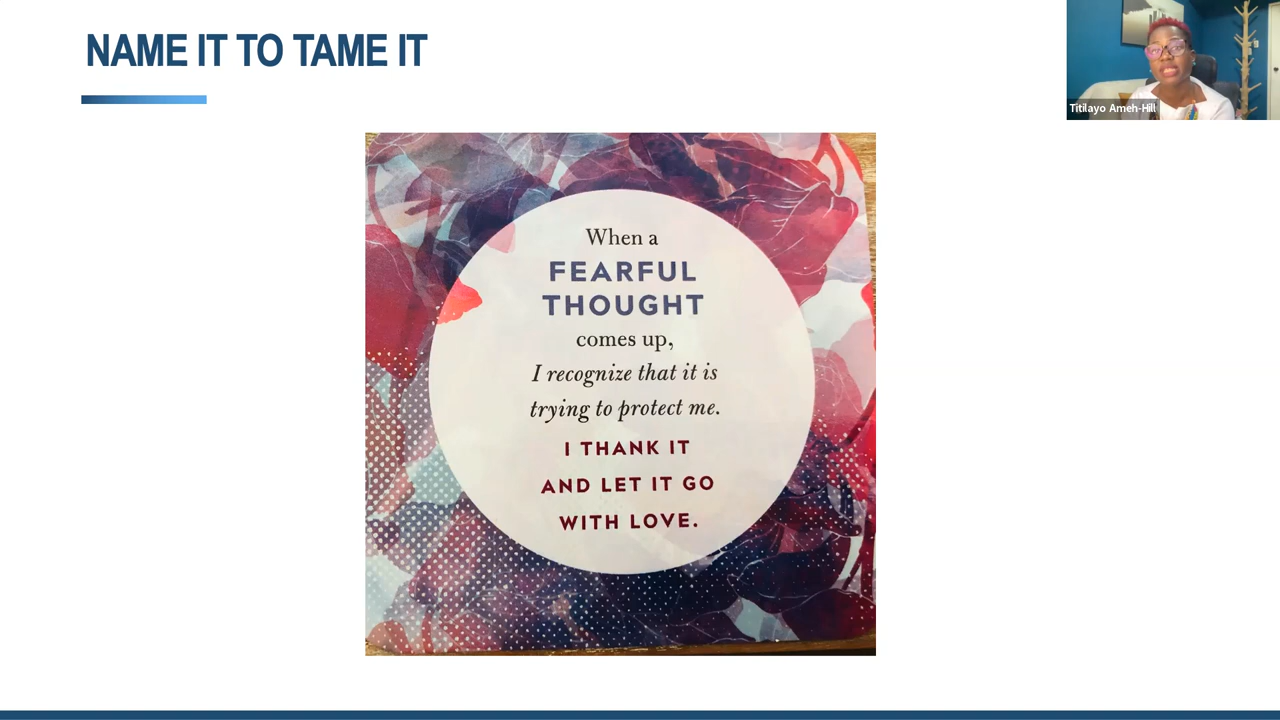 NAME IT TO TAME IT
Titilayo Ameh-Hill
When a
FEARFUL
THOUGHT
comes up,
I recognize that it is
trying to protect me.
I THANK IT
AND LET IT GO
WITH LOVE.